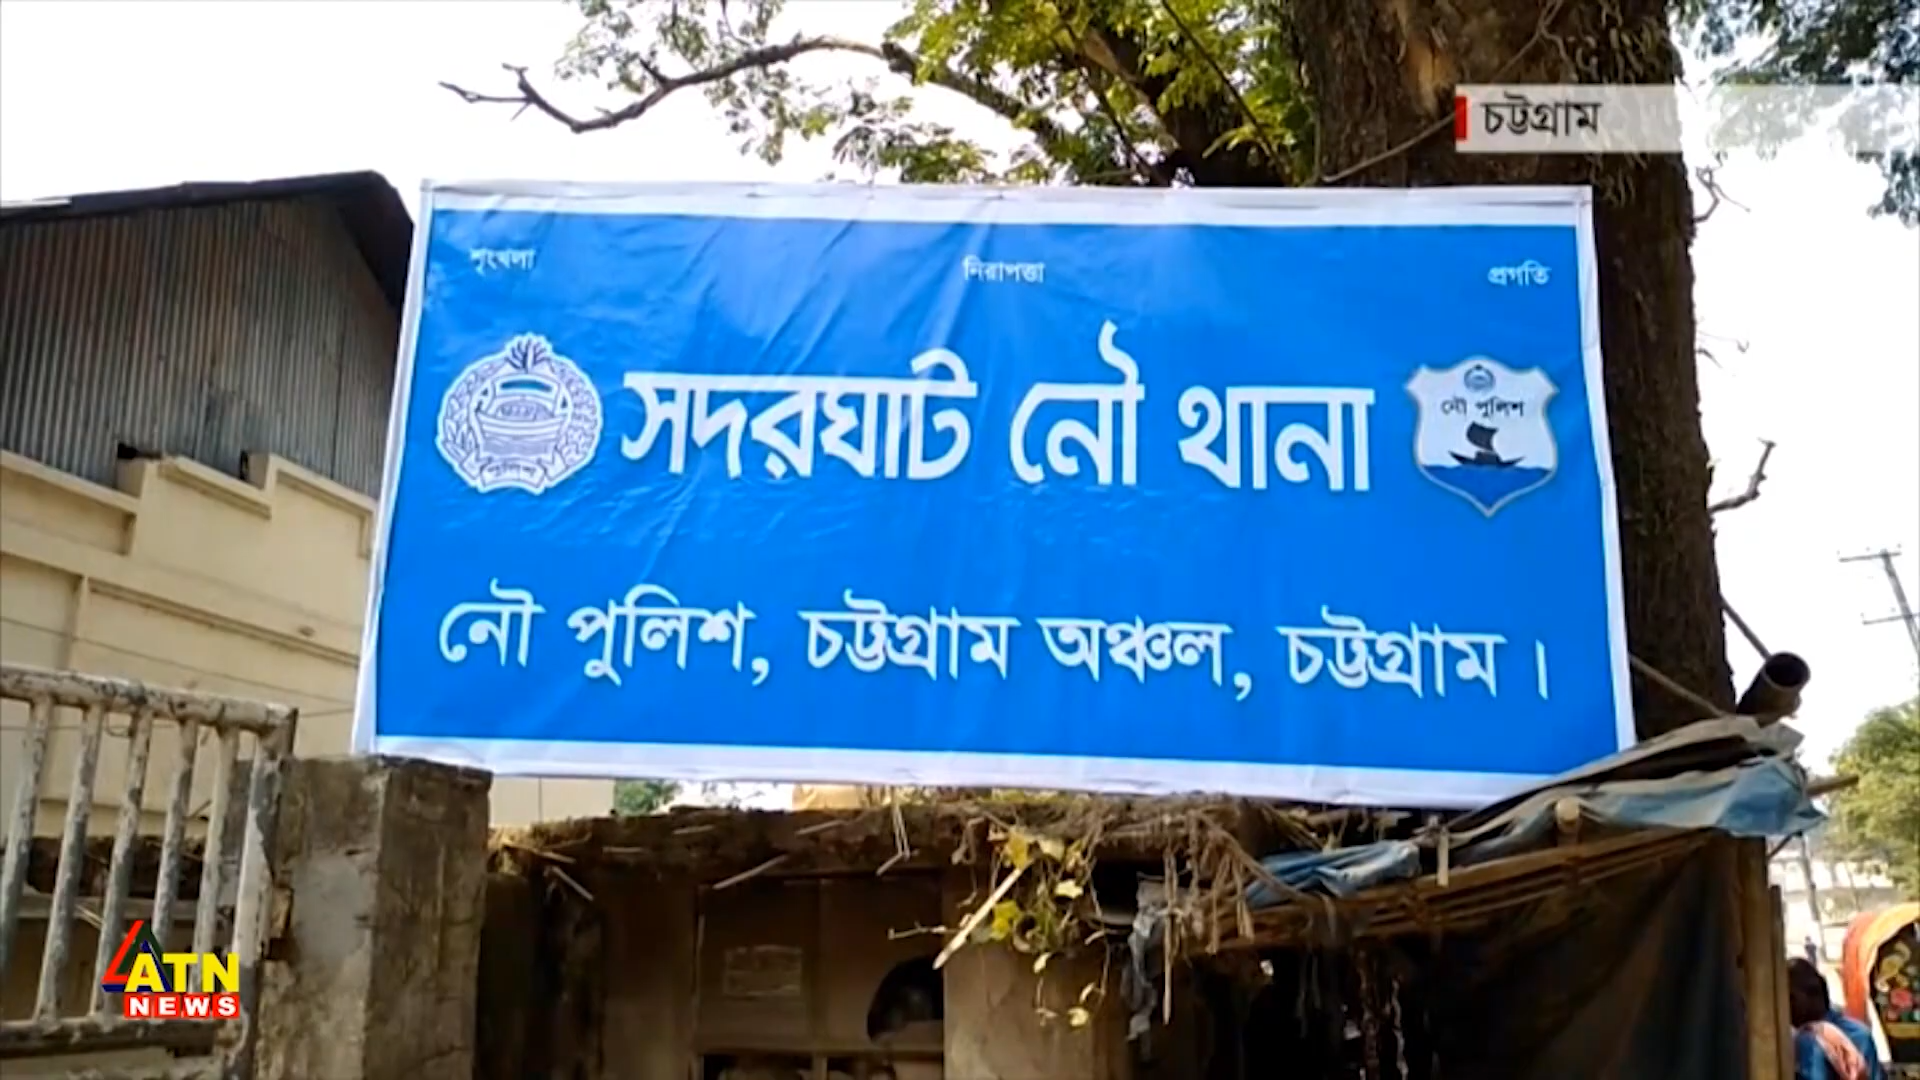 চট্টগ্রাম
শৃংখলা নিরাপত্তা প্রগতি
সদরঘাট নৌ থানা
পুলিশ
নৌ পুলিশ
নৌ পুলিশ, চট্টগ্রাম অঞ্চল, চট্টগ্রাম।
ATN
NEWS